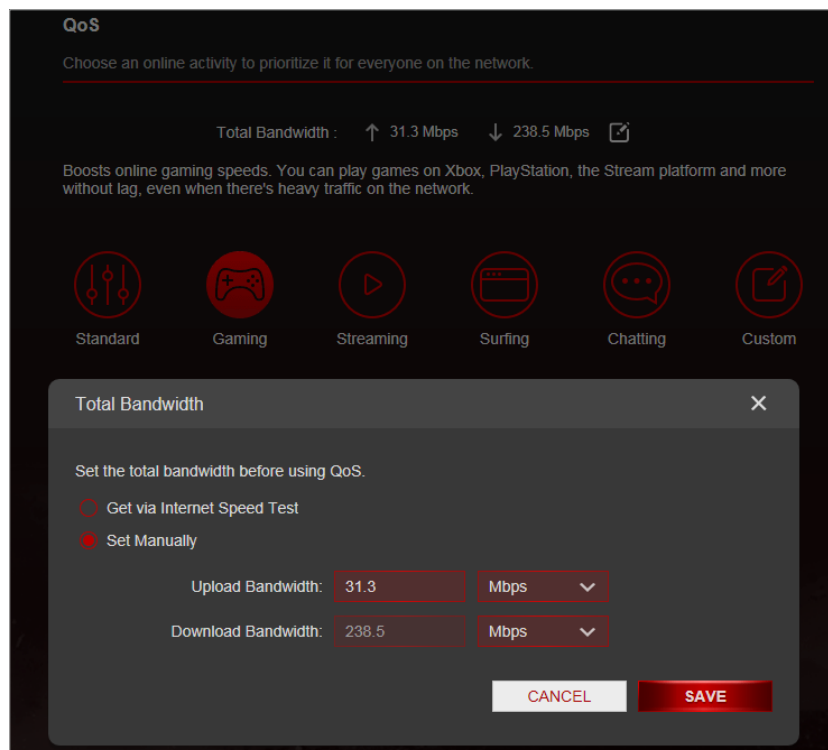 QoS
Choose an online activity to prioritize it for everyone on the network.
Total Bandwidth : 31.3 Mbps 238.5 Mbps
Boosts online gaming speeds. You can play games on Xbox, PlayStation, the Stream platform and more
without lag, even when there's heavy traffic on the network.
Standard Gaming Streaming Surfing Chatting Custom
Total Bandwidth
Set the total bandwidth before using QoS.
Get via Internet Speed Test
Set Manually
Upload Bandwidth: 31.3 Mbps
Download Bandwidth: 238.5 Mbps
CANCEL SAVE